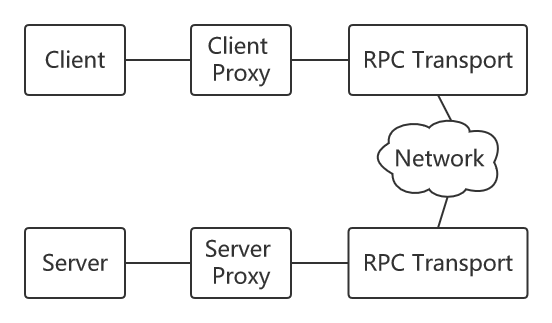 Client
Client
Proxy
RPC Transport
Network
Server
Server
Proxy
RPC Transport